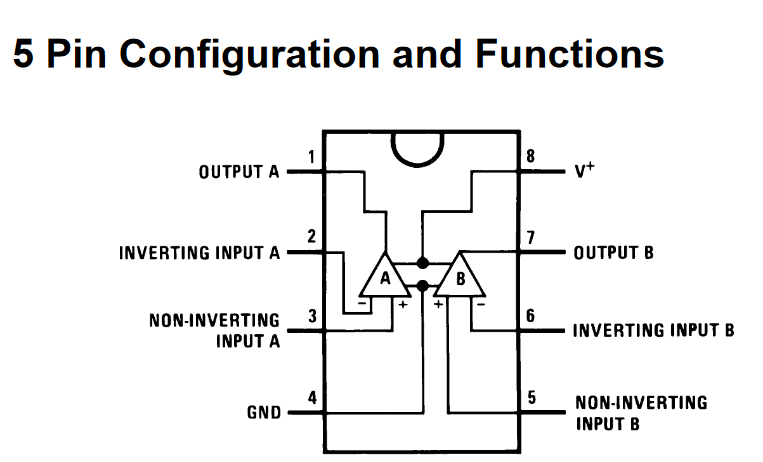 5 Pin Configuration and Functions
1
OUTPUT A
8
V+
2
INVERTING INPUT A
7
OUTPUT B
A
B
−
+
+
−
3
NON-INVERTING
INPUT A
6
INVERTING INPUT B
4
GND
5
NON-INVERTING
INPUT B